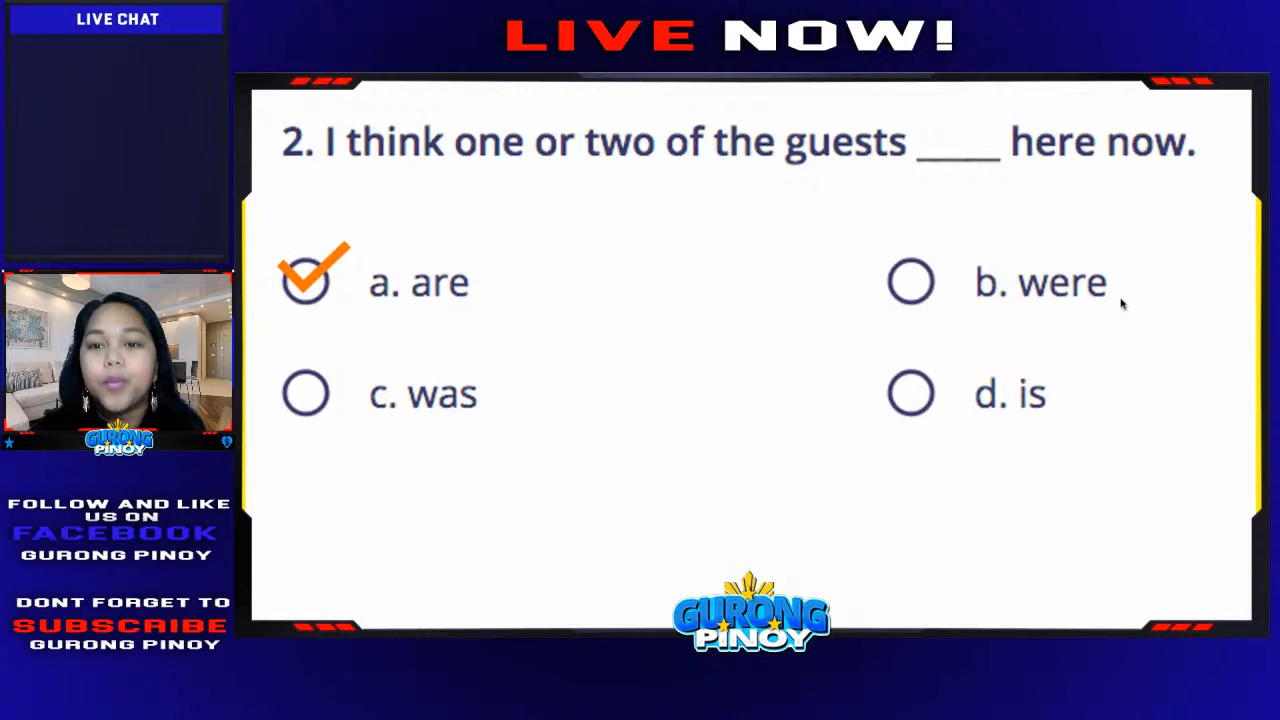 LIVE CHAT
LIVE NOW!
2. I think one or two of the guests _____ here now.
a. are
b. were
c. was
d. is
GURONG
PINOY
FOLLOW AND LIKE
US ON
FACEBOOK
GURONG PINOY
DONT FORGET TO
SUBSCRIBE
GURONG PINOY
GURONG
PINOY